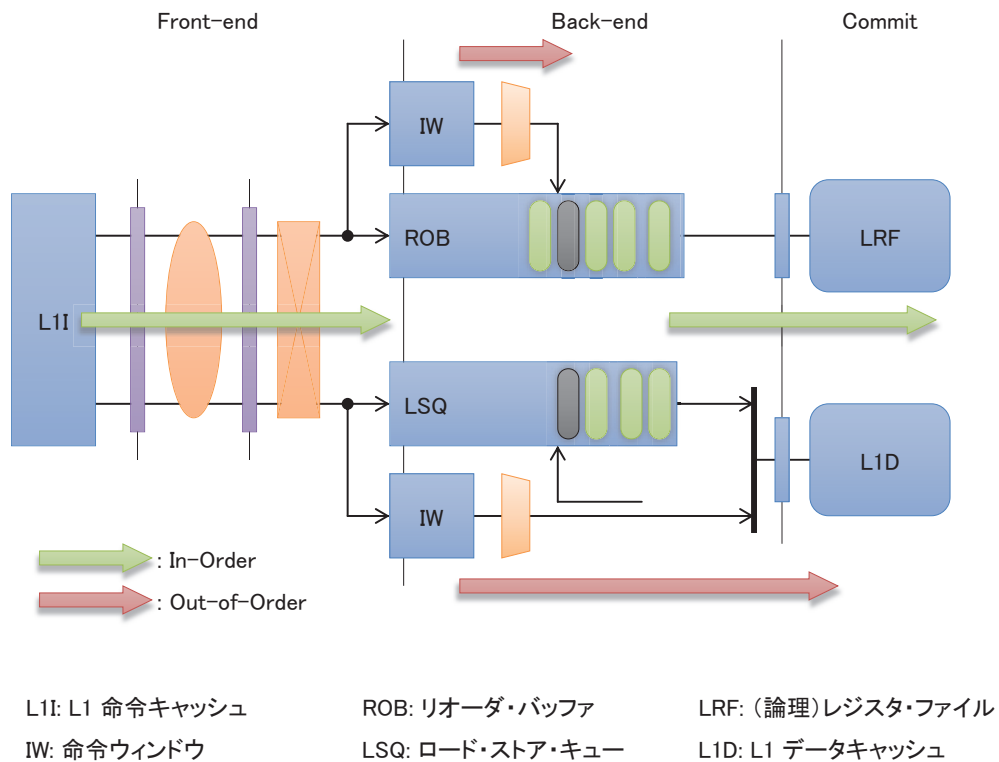 Front-end
Back-end
Commit
IW
ROB
LRF
L1I
LSQ
L1D
IW
: In-Order
: Out-of-Order
L1I: L1 命令キャッシュ
ROB: リオーダ・バッファ
LRF: (論理)レジスタ・ファイル
IW: 命令ウィンドウ
LSQ: ロード・ストア・キュー
L1D: L1 データキャッシュ